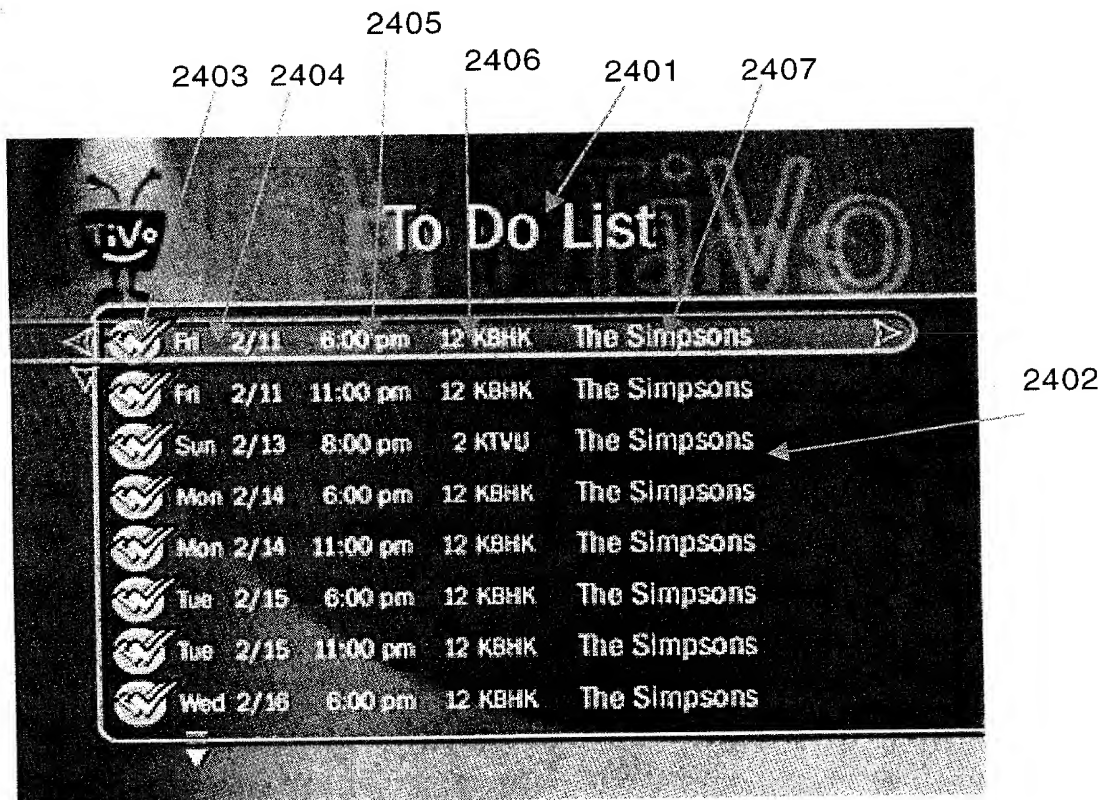 2405
2406
2401
2407
2403 2404
TiVo
TiVo
To Do List
Fri 2/11 6:00 pm 12 KBHK The Simpsons
Fri 2/11 11:00 pm 12 KBHK The Simpsons
2402
Sun 2/13 8:00 pm 2 KTVU The Simpsons
Mon 2/14 6:00 pm 12 KBHK The Simpsons
Mon 2/14 11:00 pm 12 KBHK The Simpsons
Tue 2/15 6:00 pm 12 KBHK The Simpsons
Tue 2/15 11:00 pm 12 KBHK The Simpsons
Wed 2/16 6:00 pm 12 KBHK The Simpsons